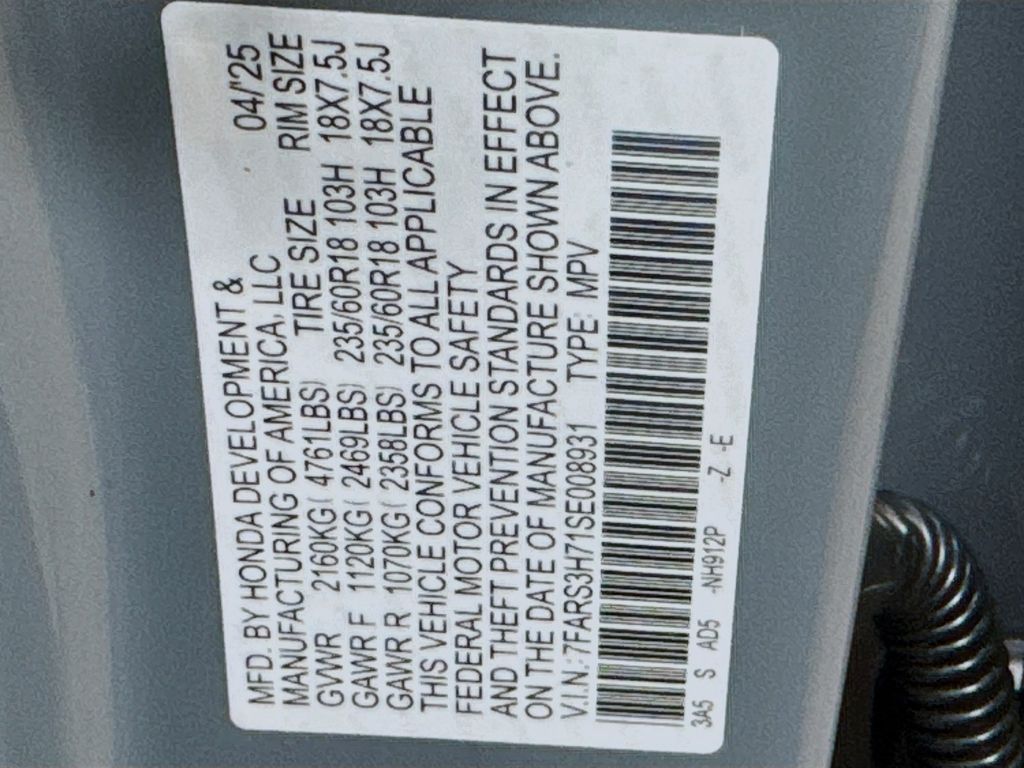 MFD. BY HONDA DEVELOPMENT &
MANUFACTURING OF AMERICA, LLC 04/'25
GVWR 2160KG ( 4761LBS) TIRE SIZE RIM SIZE
GAWR F 1120KG ( 2469LBS) 235/60R18 103H 18X7.5J
GAWR R 1070KG ( 2358LBS) 235/60R18 103H 18X7.5J
THIS VEHICLE CONFORMS TO ALL APPLICABLE
FEDERAL MOTOR VEHICLE SAFETY
AND THEFT PREVENTION STANDARDS IN EFFECT
ON THE DATE OF MANUFACTURE SHOWN ABOVE.
V.I.N.: 7FARS3H71SE008931 TYPE: MPV
3A5 S AD5 -NH912P -Z -E